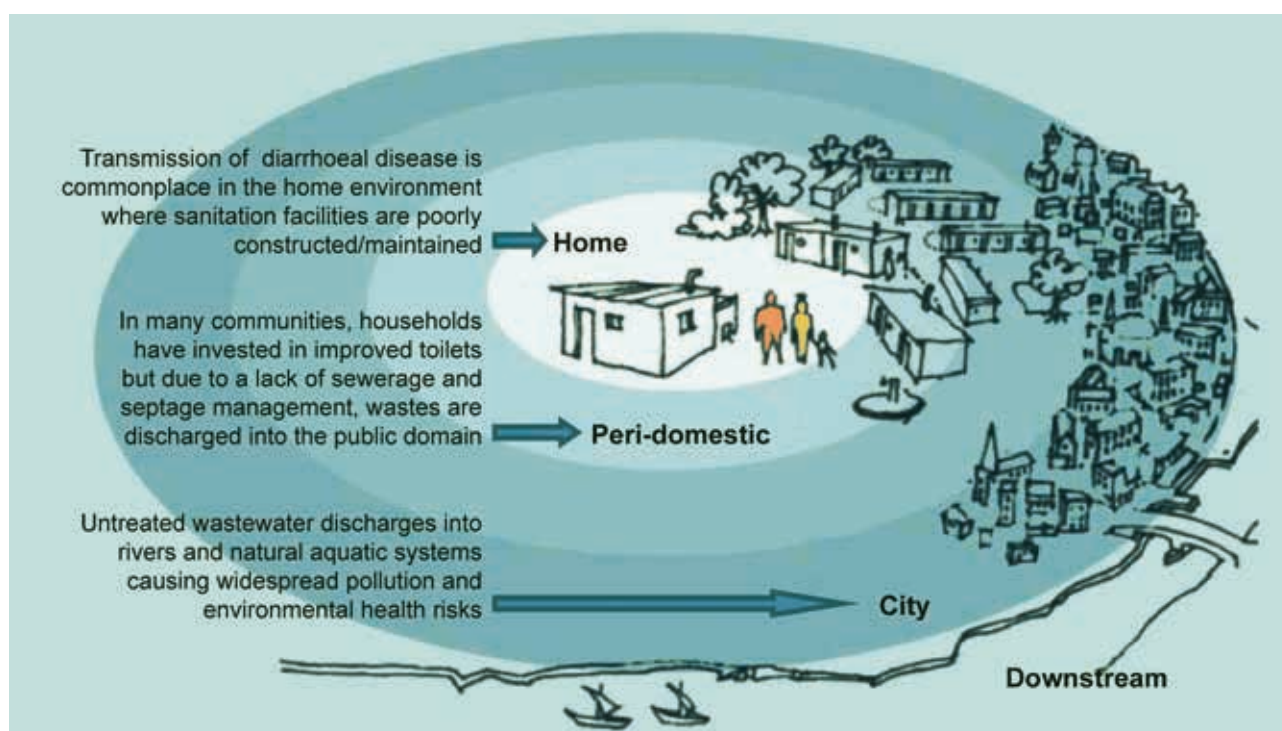 Transmission of diarrhoeal disease is
commonplace in the home environment
where sanitation facilities are poorly
constructed/maintained
Home
In many communities, households
have invested in improved toilets
but due to a lack of sewerage and
septage management, wastes are
discharged into the public domain
Peri-domestic
Untreated wastewater discharges into
rivers and natural aquatic systems
causing widespread pollution and
environmental health risks
City
Downstream